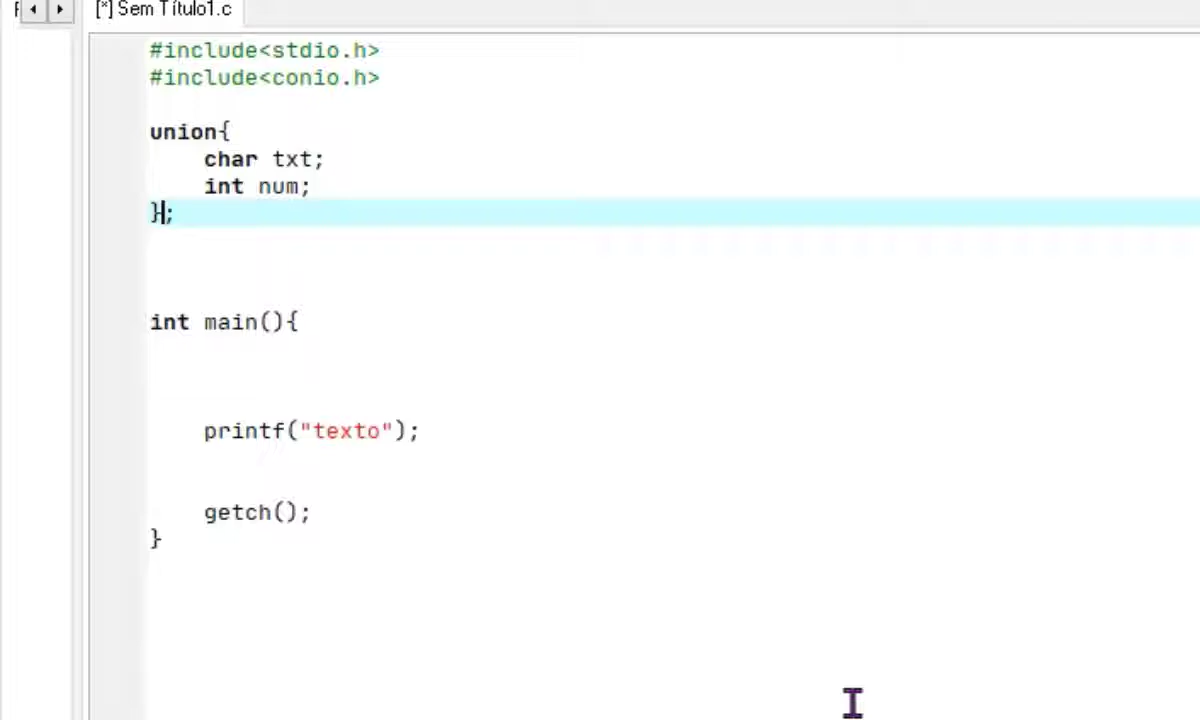 [*] Sem Título1.c
#include<stdio.h>
#include<conio.h>
union{
    char txt;
    int num;
};
int main(){
    printf("texto");
    getch();
}